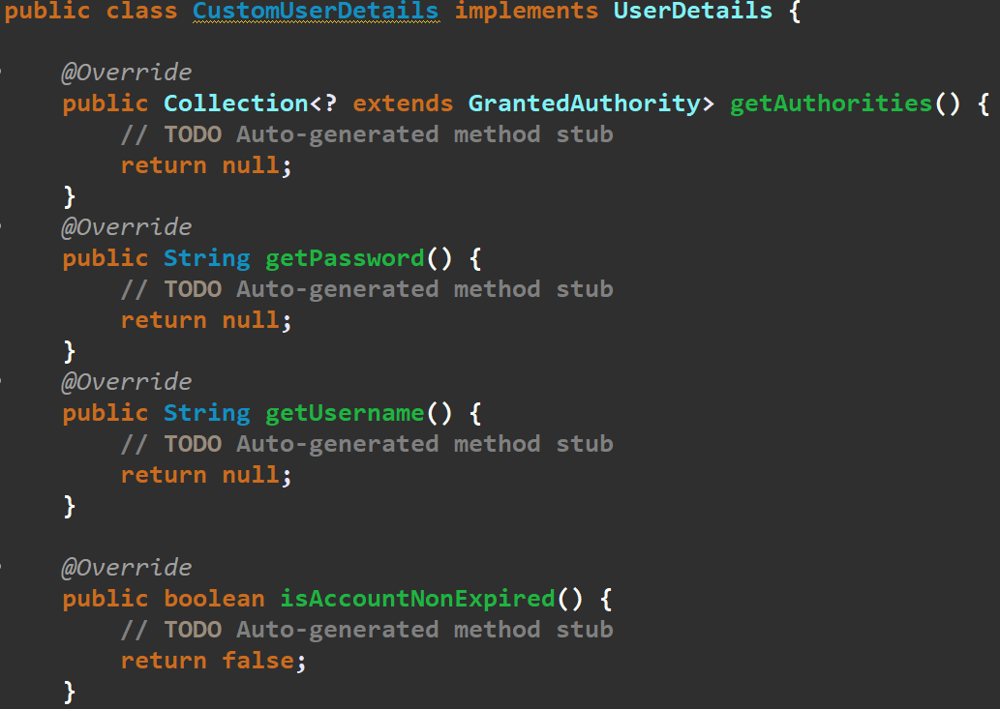 public class CustomUserDetails implements UserDetails {
@Override
public Collection<? extends GrantedAuthority> getAuthorities() {
// TODO Auto-generated method stub
return null;
}
@Override
public String getPassword() {
// TODO Auto-generated method stub
return null;
}
@Override
public String getUsername() {
// TODO Auto-generated method stub
return null;
}
@Override
public boolean isAccountNonExpired() {
// TODO Auto-generated method stub
return false;
}